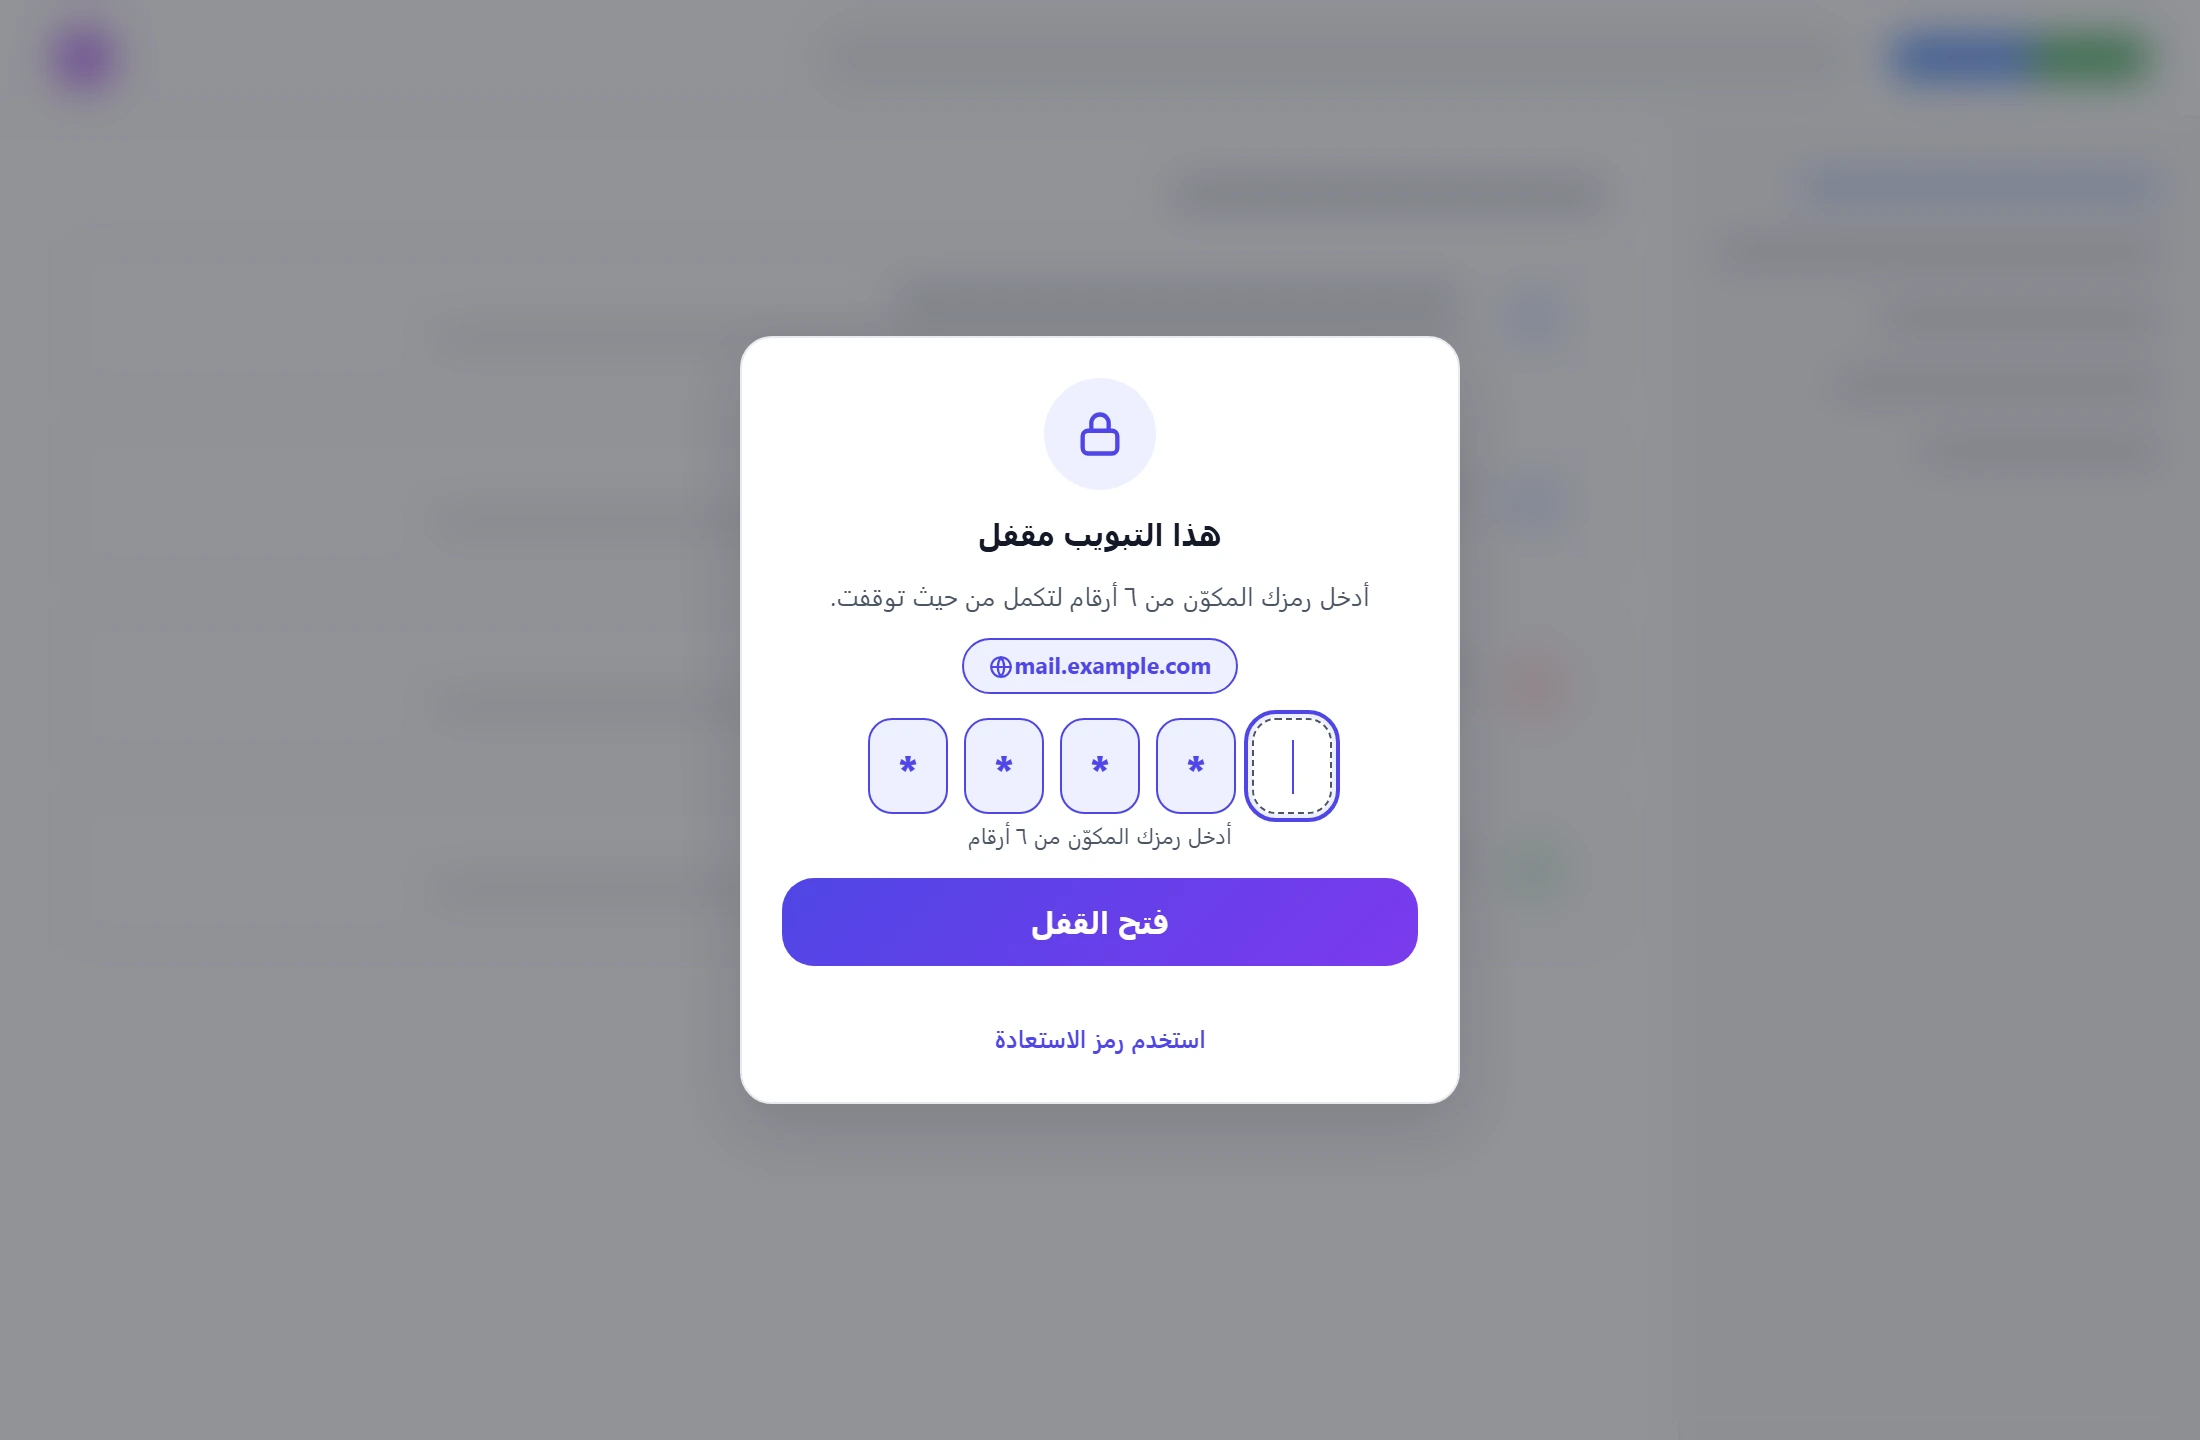 هذا التبويب مقفل
أدخل رمزك المكوّن من ٦ أرقام لتكمل من حيث توقفت.
mail.example.com
* * * *
أدخل رمزك المكوّن من ٦ أرقام
فتح القفل
استخدم رمز الاستعادة